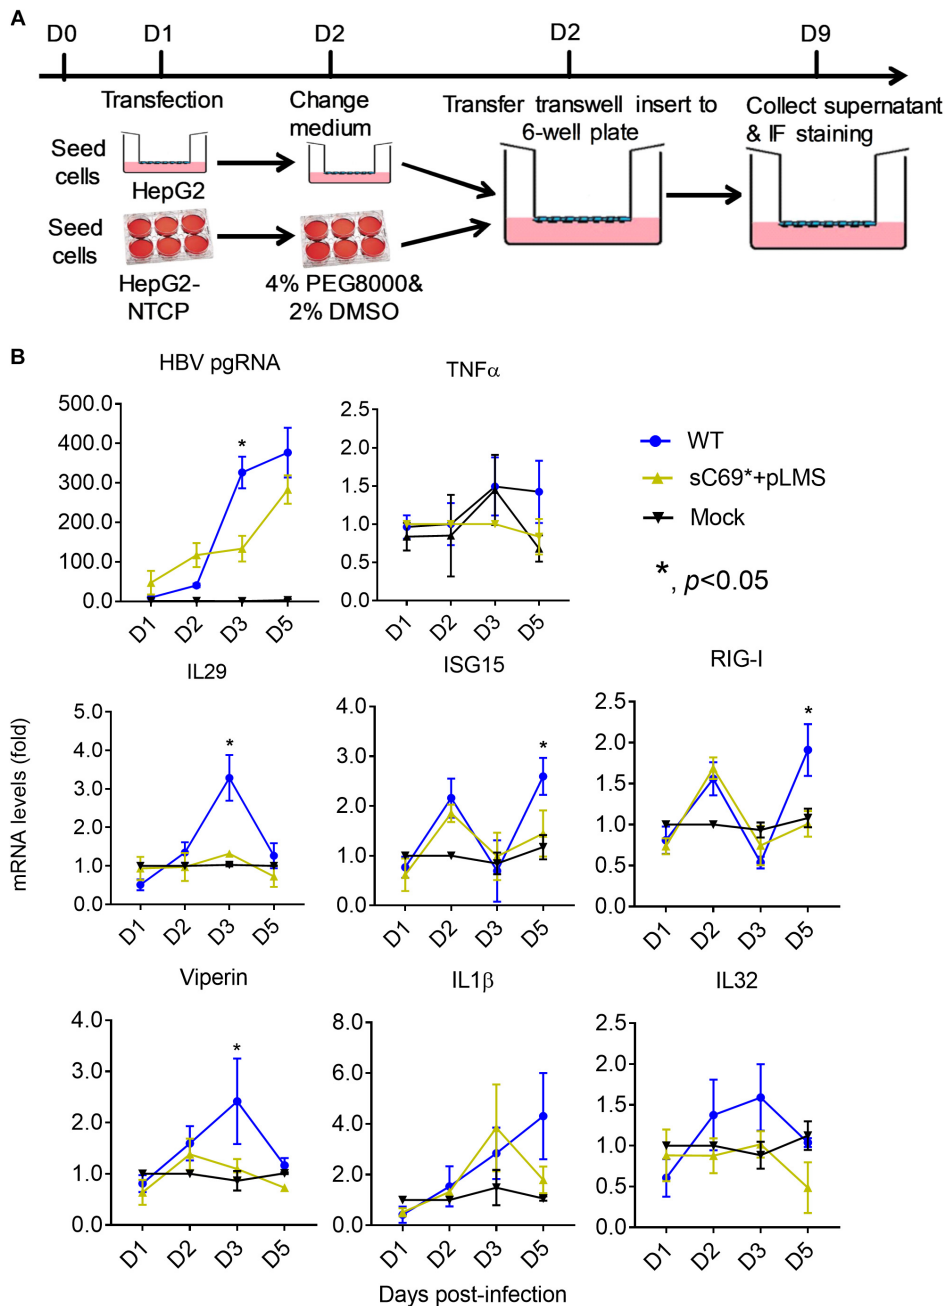 A
D0 D1 D2 D2 D9
Transfection
Change
medium
Transfer transwell insert to
6-well plate
Collect supernatant
& IF staining
Seed
cells
HepG2
Seed
cells
HepG2-
NTCP
4% PEG8000&
2% DMSO
B
HBV pgRNA
500.0
400.0
300.0
200.0
100.0
0.0
*
D1 D2 D3 D5
TNFα
2.5
2.0
1.5
1.0
0.5
0.0
D1 D2 D3 D5
WT
sC69*+pLMS
Mock
*, p<0.05
mRNA levels (fold)
IL29
5.0
4.0
3.0
2.0
1.0
0.0
*
D1 D2 D3 D5
ISG15
4.0
3.0
2.0
1.0
0.0
*
D1 D2 D3 D5
RIG-I
2.5
2.0
1.5
1.0
0.5
0.0
*
D1 D2 D3 D5
Viperin
4.0
3.0
2.0
1.0
0.0
*
D1 D2 D3 D5
IL1β
8.0
6.0
4.0
2.0
0.0
D1 D2 D3 D5
IL32
2.5
2.0
1.5
1.0
0.5
0.0
D1 D2 D3 D5
Days post-infection